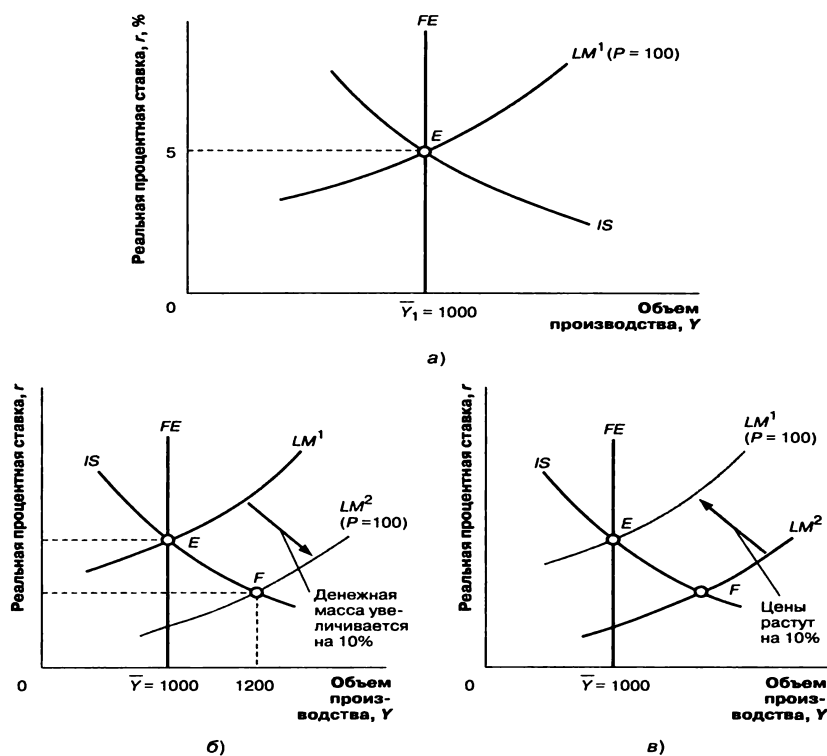 Реальная процентная ставка, r, %
FE
LM¹ (P = 100)
E
5
IS
0
Y̅₁ = 1000
Объем
производства, Y
а)
Реальная процентная ставка, r
FE
LM¹
IS
LM²
(P = 100)
E
F
Денежная
масса уве-
личивается
на 10%
0
Y̅ = 1000
1200
Объем
произ-
водства, Y
б)
Реальная процентная ставка, r
LM¹
(P = 100)
FE
IS
E
LM²
F
Цены
растут
на 10%
0
Y̅ = 1000
Объем
произ-
водства, Y
в)